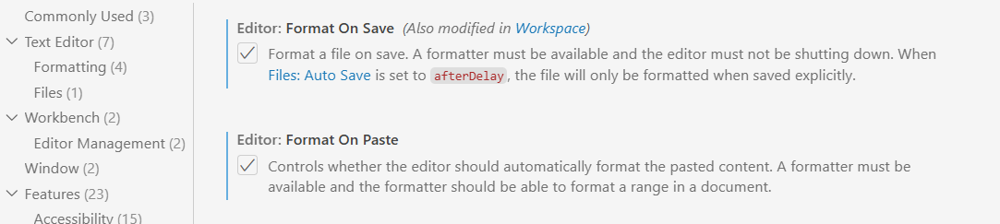 Commonly Used (3)
Text Editor (7)
Formatting (4)
Files (1)
Workbench (2)
Editor Management (2)
Window (2)
Features (23)
Accessibility (15)
Editor: Format On Save (Also modified in Workspace)
Format a file on save. A formatter must be available and the editor must not be shutting down. When
Files: Auto Save is set to afterDelay, the file will only be formatted when saved explicitly.
Editor: Format On Paste
Controls whether the editor should automatically format the pasted content. A formatter must be
available and the formatter should be able to format a range in a document.